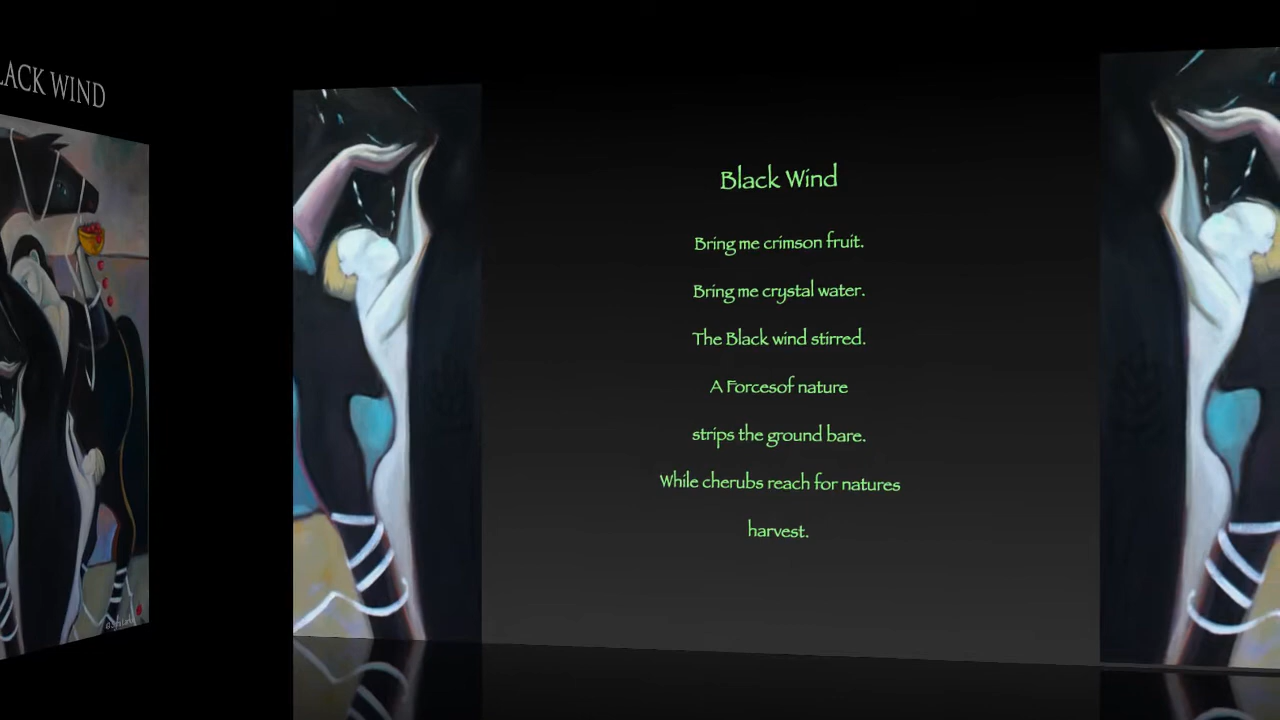 LACK WIND
Black Wind
Bring me crimson fruit.
Bring me crystal water.
The Black wind stirred.
A Forcesof nature
strips the ground bare.
While cherubs reach for natures
harvest.